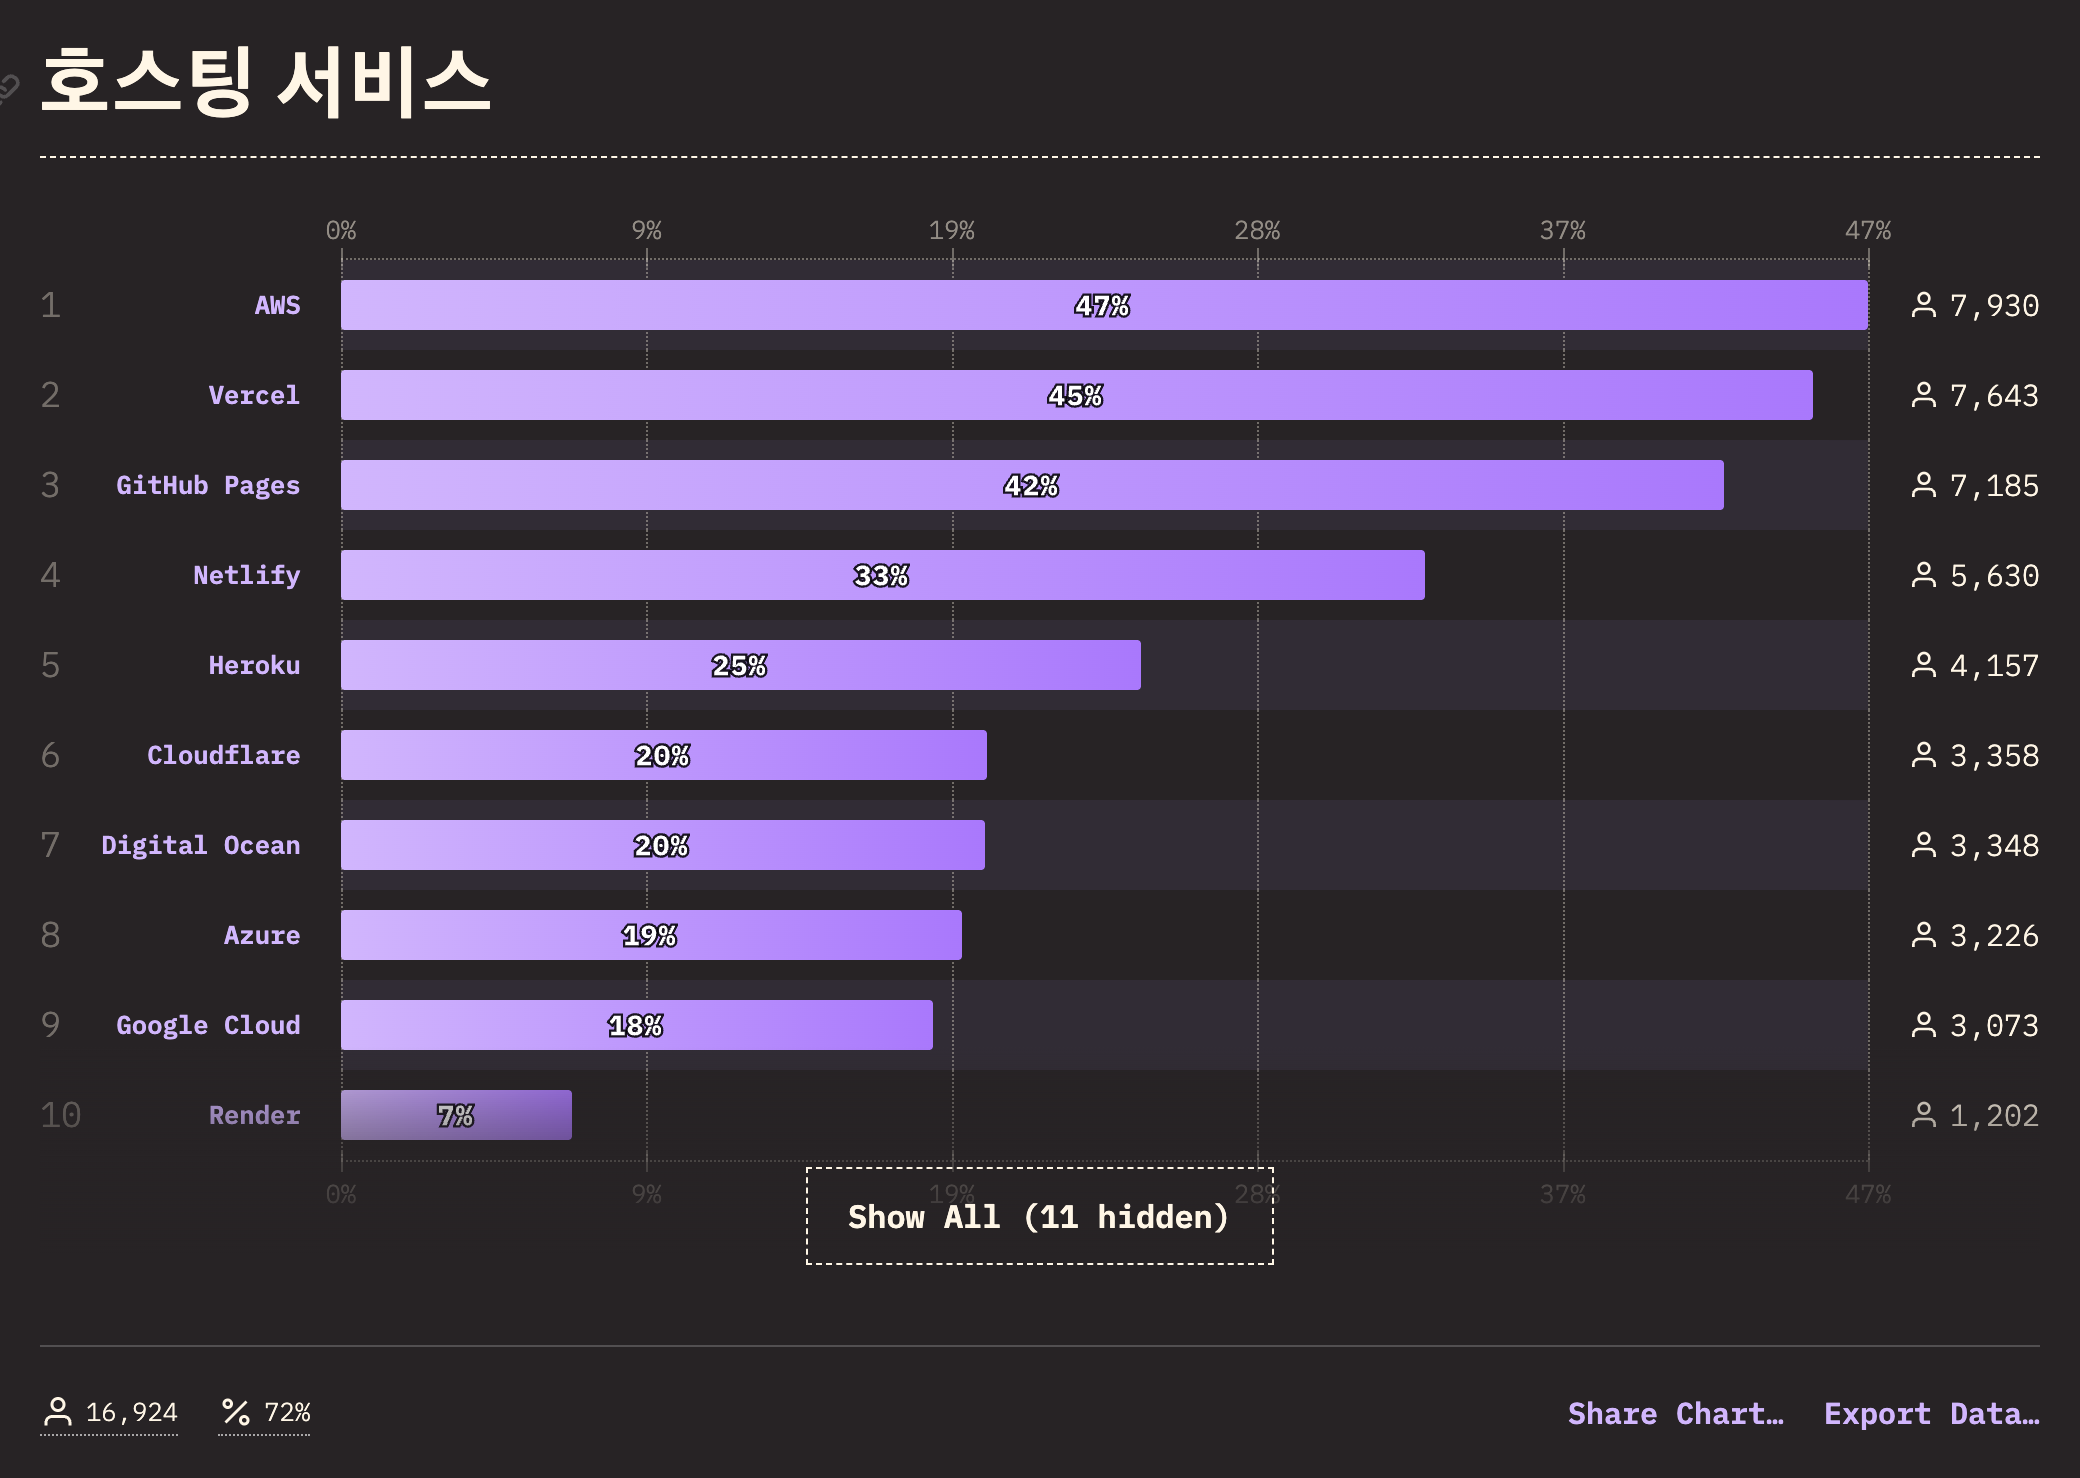 호스팅 서비스
0% 9% 19% 28% 37% 47%
1 AWS 47% 7,930
2 Vercel 45% 7,643
3 GitHub Pages 42% 7,185
4 Netlify 33% 5,630
5 Heroku 25% 4,157
6 Cloudflare 20% 3,358
7 Digital Ocean 20% 3,348
8 Azure 19% 3,226
9 Google Cloud 18% 3,073
10 Render 7% 1,202
0% 9% 19% 28% 37% 47%
Show All (11 hidden)
16,924 % 72% Share Chart… Export Data…